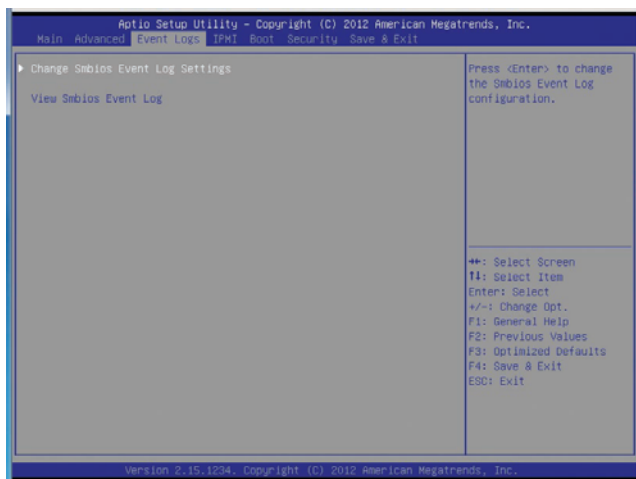 Aptio Setup Utility - Copyright (C) 2012 American Megatrends, Inc.
Main Advanced Event Logs IPMI Boot Security Save & Exit
Change Smbios Event Log Settings
View Smbios Event Log
Press <Enter> to change
the Smbios Event Log
configuration.
→←: Select Screen
↑↓: Select Item
Enter: Select
+/-: Change Opt.
F1: General Help
F2: Previous Values
F3: Optimized Defaults
F4: Save & Exit
ESC: Exit
Version 2.15.1234. Copyright (C) 2012 American Megatrends, Inc.